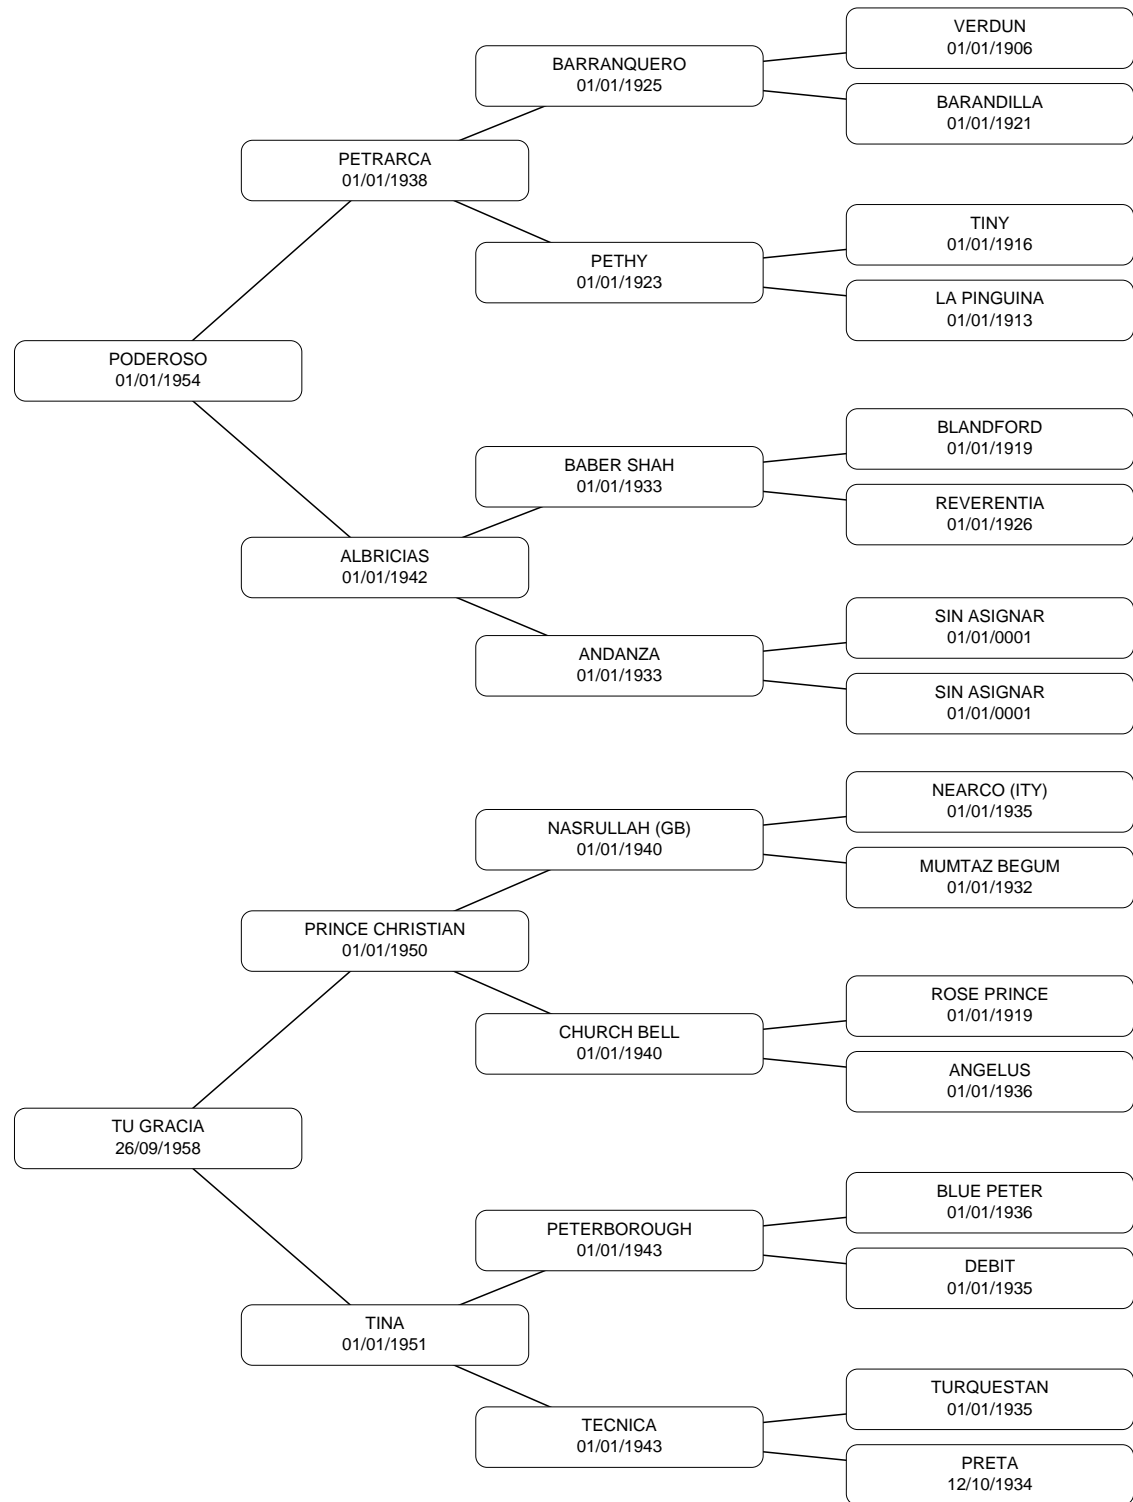 VERDUN
01/01/1906
BARRANQUERO
01/01/1925
BARANDILLA
01/01/1921
PETRARCA
01/01/1938
TINY
01/01/1916
PETHY
01/01/1923
LA PINGUINA
01/01/1913
PODEROSO
01/01/1954
BLANDFORD
01/01/1919
BABER SHAH
01/01/1933
REVERENTIA
01/01/1926
ALBRICIAS
01/01/1942
SIN ASIGNAR
01/01/0001
ANDANZA
01/01/1933
SIN ASIGNAR
01/01/0001
NEARCO (ITY)
01/01/1935
NASRULLAH (GB)
01/01/1940
MUMTAZ BEGUM
01/01/1932
PRINCE CHRISTIAN
01/01/1950
ROSE PRINCE
01/01/1919
CHURCH BELL
01/01/1940
ANGELUS
01/01/1936
TU GRACIA
26/09/1958
BLUE PETER
01/01/1936
PETERBOROUGH
01/01/1943
DEBIT
01/01/1935
TINA
01/01/1951
TURQUESTAN
01/01/1935
TECNICA
01/01/1943
PRETA
12/10/1934